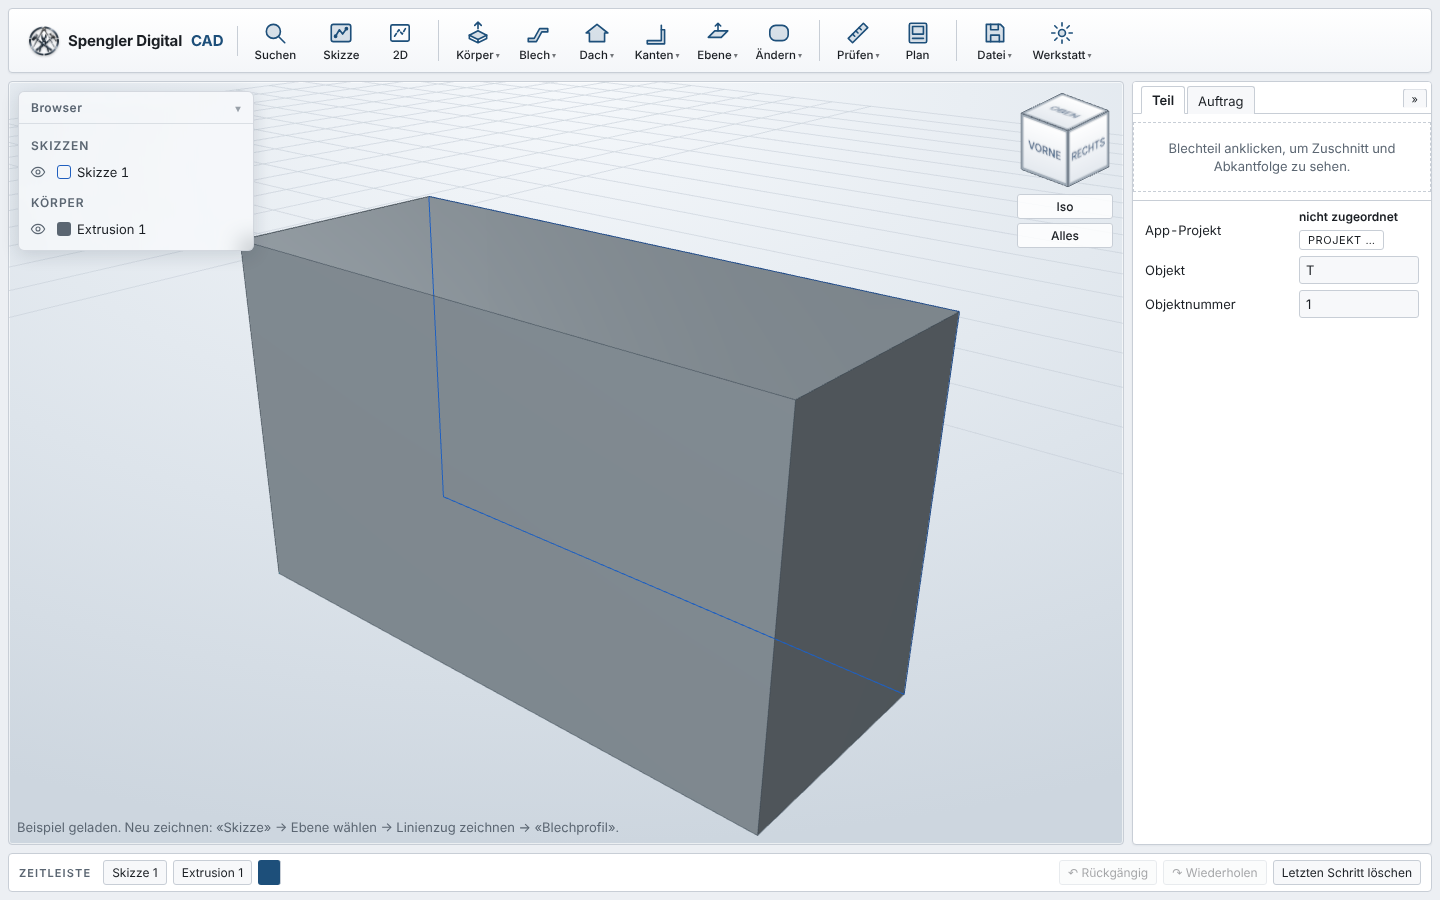 Spengler Digital CAD
Suchen
Skizze
2D
Körper
Blech
Dach
Kanten
Ebene
Ändern
Prüfen
Plan
Datei
Werkstatt
Browser
SKIZZEN
Skizze 1
KÖRPER
Extrusion 1
OBEN
VORNE
RECHTS
Iso
Alles
Teil
Auftrag
»
Blechteil anklicken, um Zuschnitt und
Abkantfolge zu sehen.
App-Projekt
nicht zugeordnet
PROJEKT ...
Objekt
T
Objektnummer
1
Beispiel geladen. Neu zeichnen: «Skizze» → Ebene wählen → Linienzug zeichnen → «Blechprofil».
ZEITLEISTE
Skizze 1
Extrusion 1
↶ Rückgängig
↷ Wiederholen
Letzten Schritt löschen